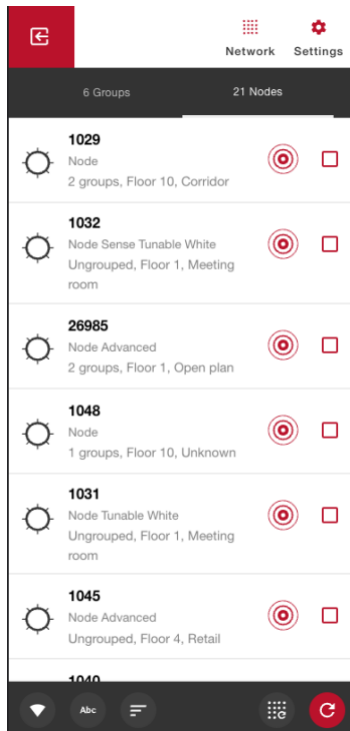 Network Settings
6 Groups 21 Nodes
1029
Node
2 groups, Floor 10, Corridor
1032
Node Sense Tunable White
Ungrouped, Floor 1, Meeting
room
26985
Node Advanced
2 groups, Floor 1, Open plan
1048
Node
1 groups, Floor 10, Unknown
1031
Node Tunable White
Ungrouped, Floor 1, Meeting
room
1045
Node Advanced
Ungrouped, Floor 4, Retail
Abc